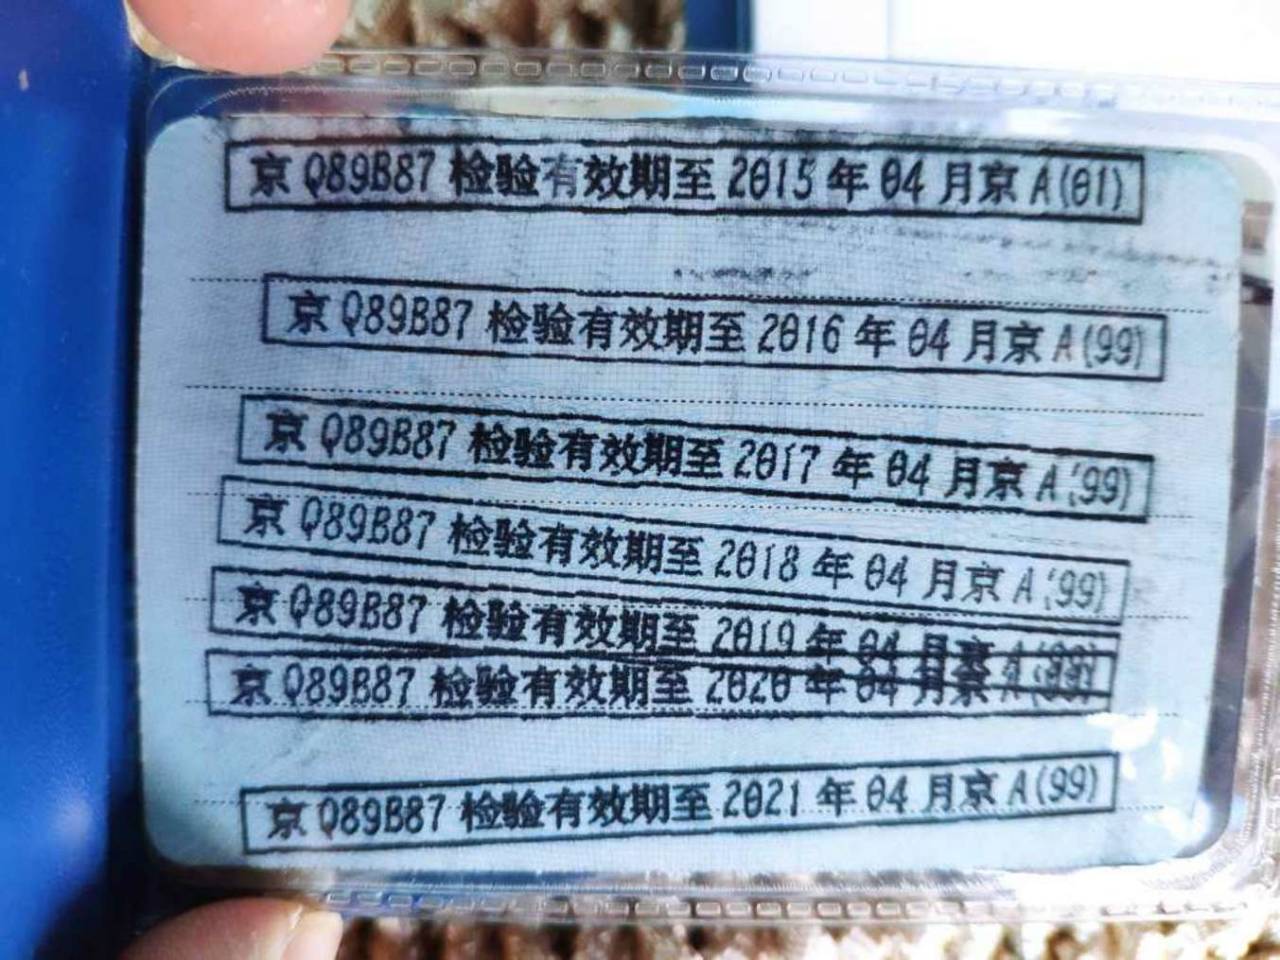 京 Q89B87 检验有效期至 2015 年 04 月京 A(01)
京 Q89B87 检验有效期至 2016 年 04 月京 A(99)
京 Q89B87 检验有效期至 2017 年 04 月京 A(99)
京 Q89B87 检验有效期至 2018 年 04 月京 A(99)
京 Q89B87 检验有效期至 2019 年 04 月京 A(99)
京 Q89B87 检验有效期至 2020 年 04 月京 A(99)
京 Q89B87 检验有效期至 2021 年 04 月京 A(99)